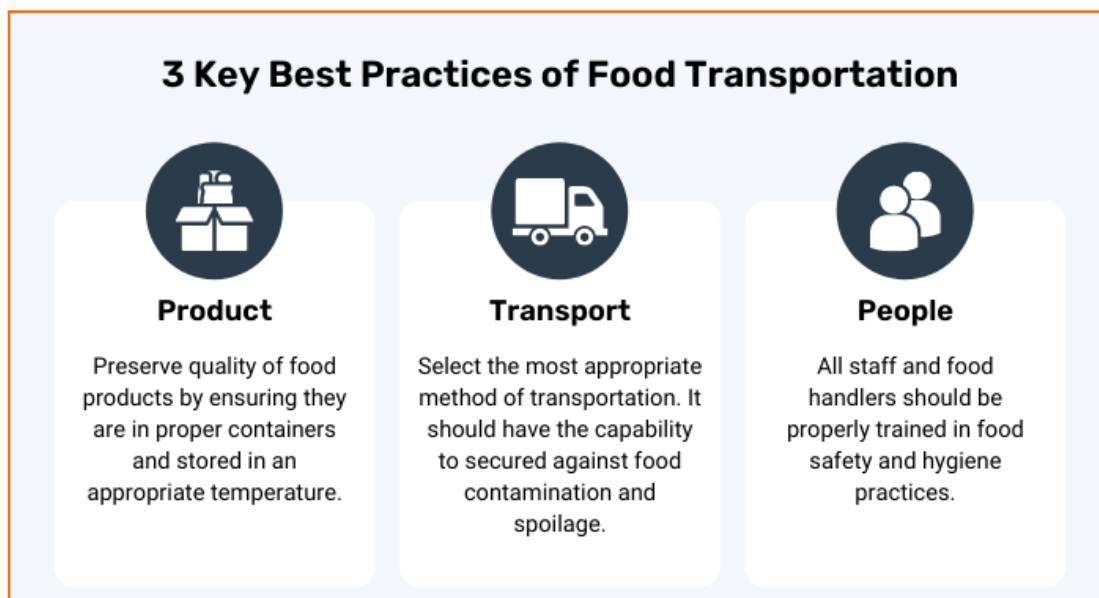 3 Key Best Practices of Food Transportation
Product
Preserve quality of food
products by ensuring they
are in proper containers
and stored in an
appropriate temperature.
Transport
Select the most appropriate
method of transportation. It
should have the capability
to secured against food
contamination and
spoilage.
People
All staff and food
handlers should be
properly trained in food
safety and hygiene
practices.